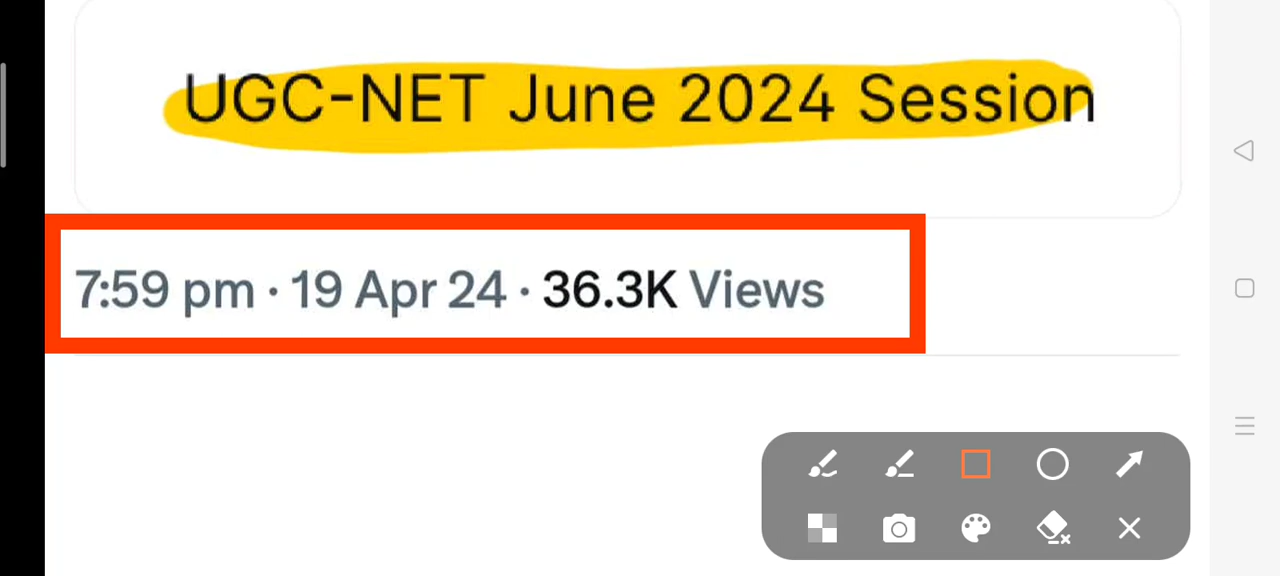 UGC-NET June 2024 Session
7:59 pm · 19 Apr 24 · 36.3K Views